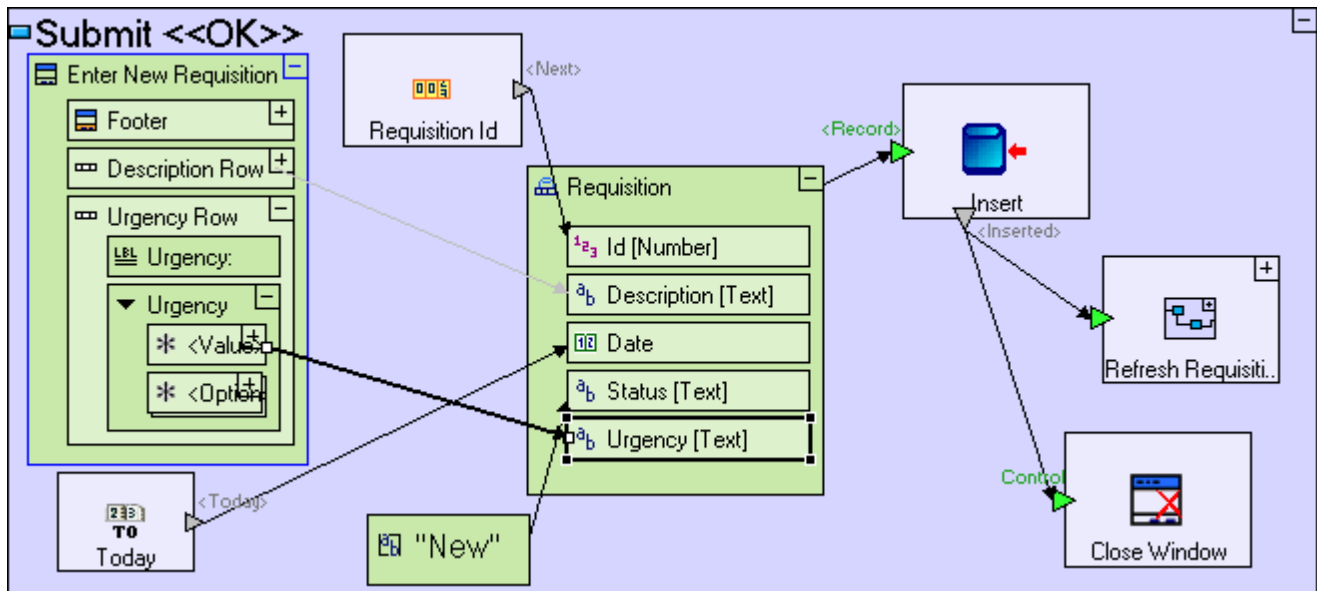 Submit <<OK>>
Enter New Requisition
Footer
Description Row
Urgency Row
LBL Urgency:
Urgency
<Value>
<Option
Requisition Id
<Next>
Requisition
Id [Number]
Description [Text]
Date
Status [Text]
Urgency [Text]
<Today>
TO
Today
"New"
<Record>
Insert
<Inserted>
Refresh Requisiti..
Control
Close Window